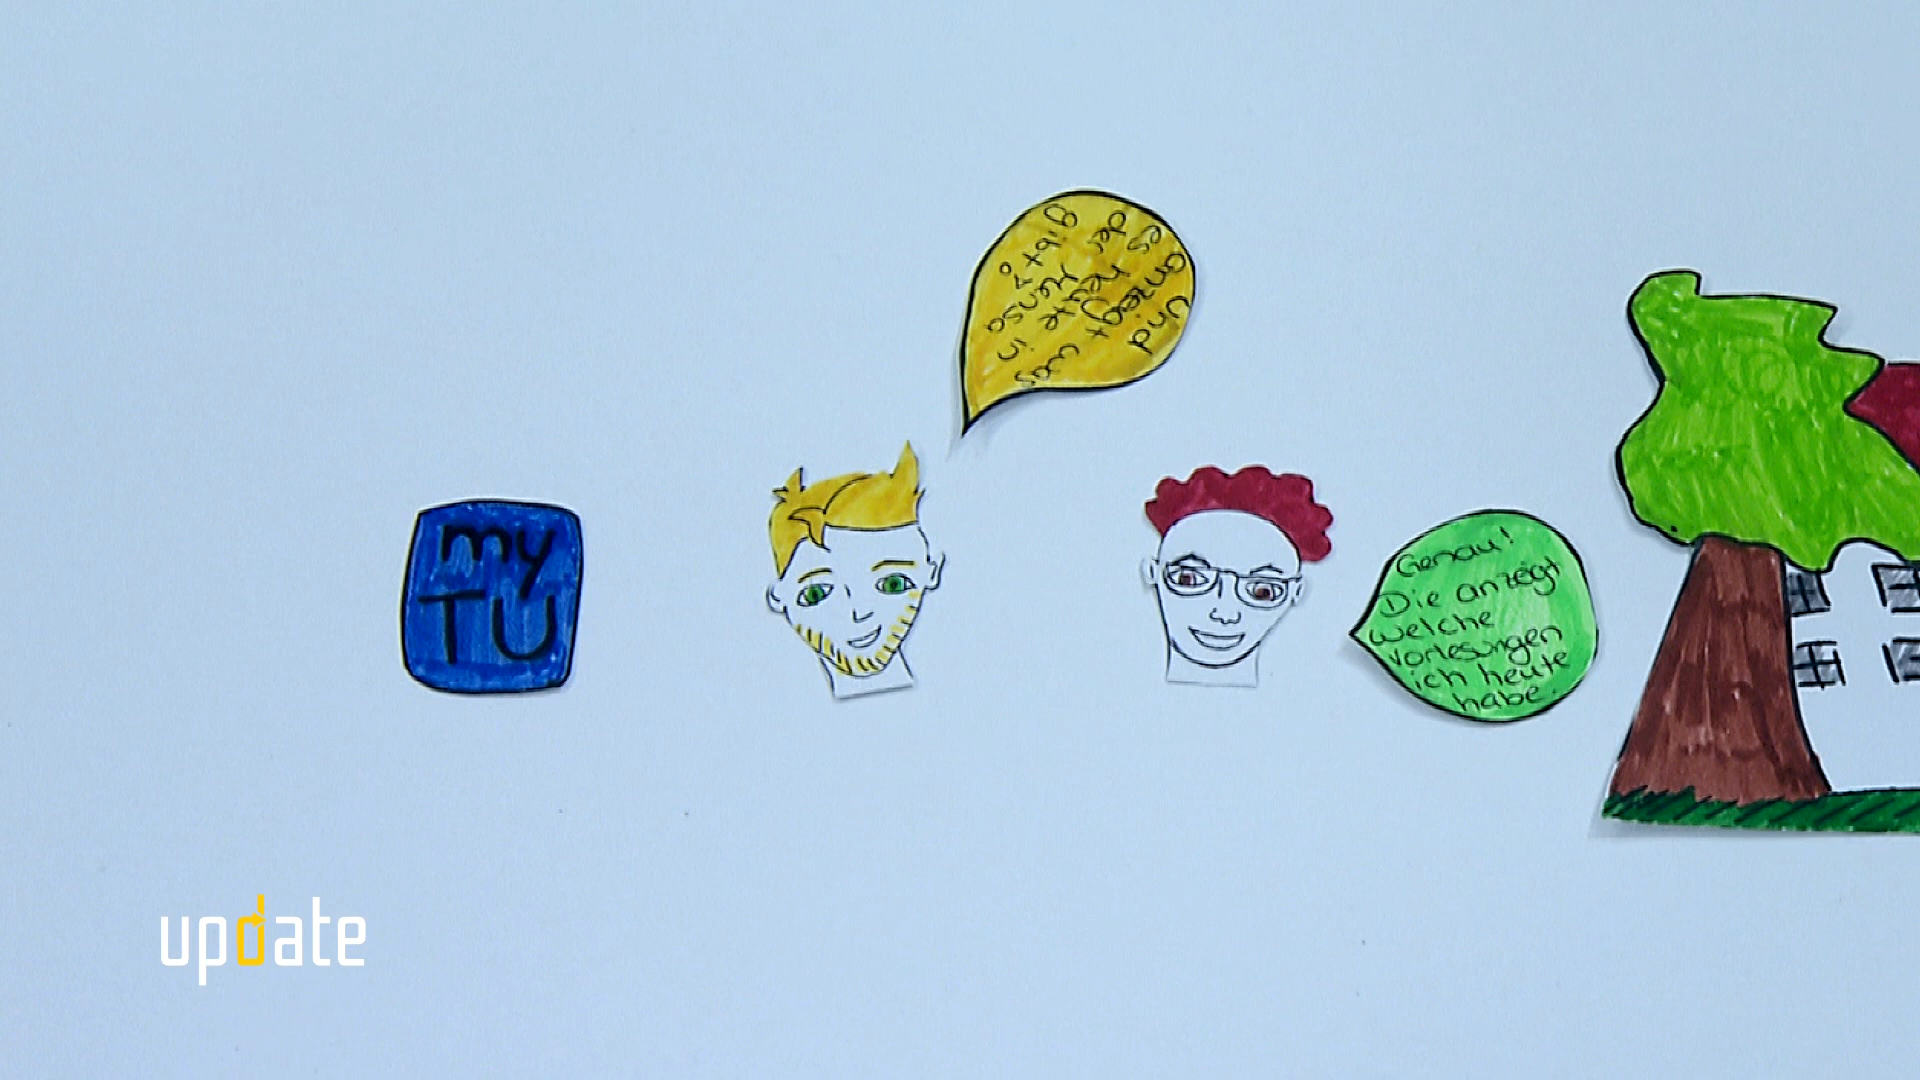 Und
anzeigt was
es heute in
der Mensa
gibt?
my
TU
Genau!
Die anzeigt
welche
Vorlesungen
ich heute
habe.
update